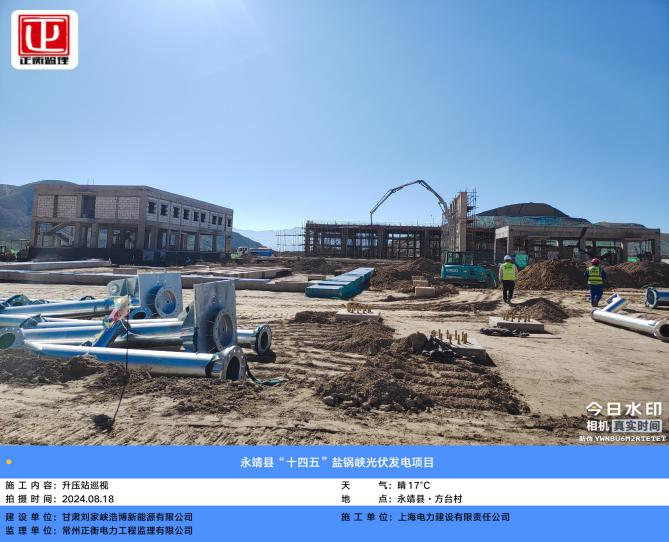 正衡监理
今日水印
相机 真实时间
防伪 YWNBU6M2RTETET
永靖县“十四五”盐锅峡光伏发电项目
施工内容：升压站巡视
天 气：晴17℃
拍摄时间：2024.08.18
地 点：永靖县·方台村
建设单位：甘肃刘家峡浩博新能源有限公司
施工单位：上海电力建设有限责任公司
监理单位：常州正衡电力工程监理有限公司